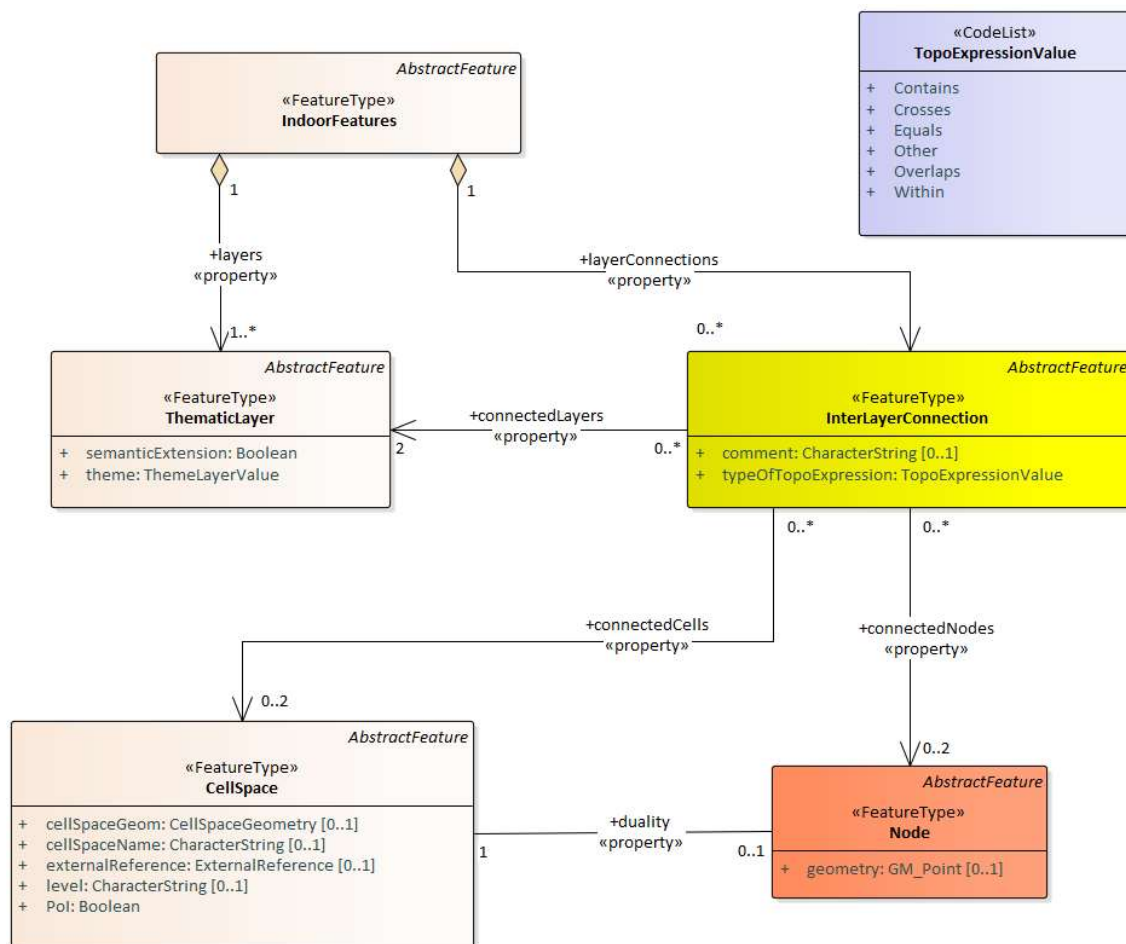 AbstractFeature
«FeatureType»
IndoorFeatures
«CodeList»
TopoExpressionValue
+ Contains
+ Crosses
+ Equals
+ Other
+ Overlaps
+ Within
1
1
+layers
«property»
+layerConnections
«property»
1..*
0..*
AbstractFeature
«FeatureType»
ThematicLayer
+ semanticExtension: Boolean
+ theme: ThemeLayerValue
+connectedLayers
«property»
2
0..*
AbstractFeature
«FeatureType»
InterLayerConnection
+ comment: CharacterString [0..1]
+ typeOfTopoExpression: TopoExpressionValue
0..*
0..*
+connectedCells
«property»
+connectedNodes
«property»
0..2
0..2
AbstractFeature
«FeatureType»
CellSpace
+ cellSpaceGeom: CellSpaceGeometry [0..1]
+ cellSpaceName: CharacterString [0..1]
+ externalReference: ExternalReference [0..1]
+ level: CharacterString [0..1]
+ PoI: Boolean
+duality
«property»
1
0..1
AbstractFeature
«FeatureType»
Node
+ geometry: GM_Point [0..1]